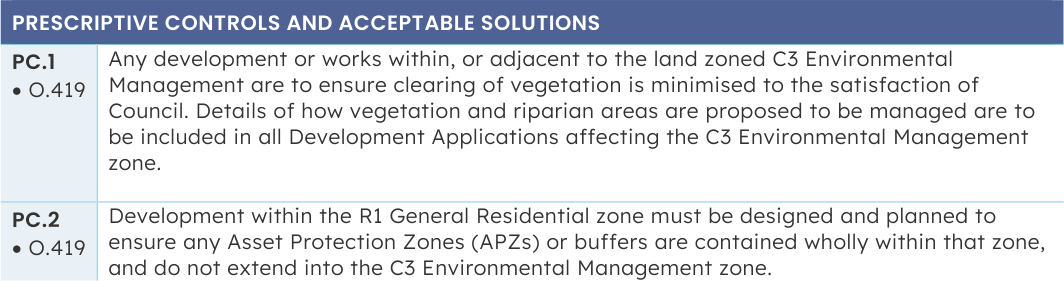 PRESCRIPTIVE CONTROLS AND ACCEPTABLE SOLUTIONS
PC.1
• O.419
Any development or works within, or adjacent to the land zoned C3 Environmental
Management are to ensure clearing of vegetation is minimised to the satisfaction of
Council. Details of how vegetation and riparian areas are proposed to be managed are to
be included in all Development Applications affecting the C3 Environmental Management
zone.
PC.2
• O.419
Development within the R1 General Residential zone must be designed and planned to
ensure any Asset Protection Zones (APZs) or buffers are contained wholly within that zone,
and do not extend into the C3 Environmental Management zone.